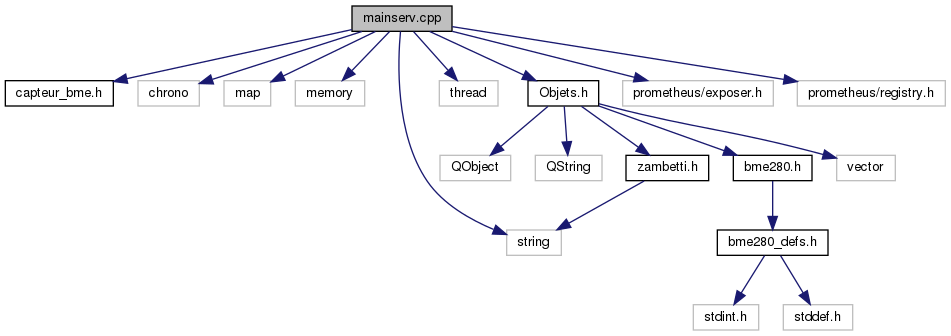 mainserv.cpp
capteur_bme.h
chrono
map
memory
thread
Objets.h
prometheus/exposer.h
prometheus/registry.h
QObject
QString
zambetti.h
bme280.h
vector
string
bme280_defs.h
stdint.h
stddef.h